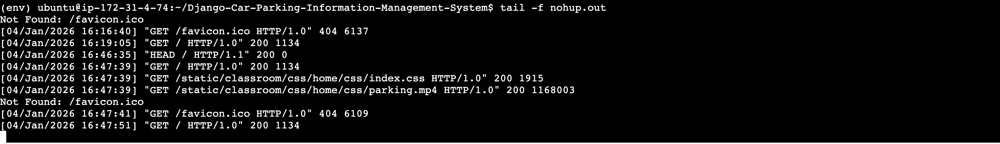 (env) ubuntu@ip-172-31-4-74:~/Django-Car-Parking-Information-Management-System$ tail -f nohup.out
Not Found: /favicon.ico
[04/Jan/2026 16:16:40] "GET /favicon.ico HTTP/1.0" 404 6137
[04/Jan/2026 16:19:05] "GET / HTTP/1.0" 200 1134
[04/Jan/2026 16:46:35] "HEAD / HTTP/1.1" 200 0
[04/Jan/2026 16:47:39] "GET / HTTP/1.0" 200 1134
[04/Jan/2026 16:47:39] "GET /static/classroom/css/home/css/index.css HTTP/1.0" 200 1915
[04/Jan/2026 16:47:39] "GET /static/classroom/css/home/css/parking.mp4 HTTP/1.0" 200 1168003
Not Found: /favicon.ico
[04/Jan/2026 16:47:41] "GET /favicon.ico HTTP/1.0" 404 6109
[04/Jan/2026 16:47:51] "GET / HTTP/1.0" 200 1134